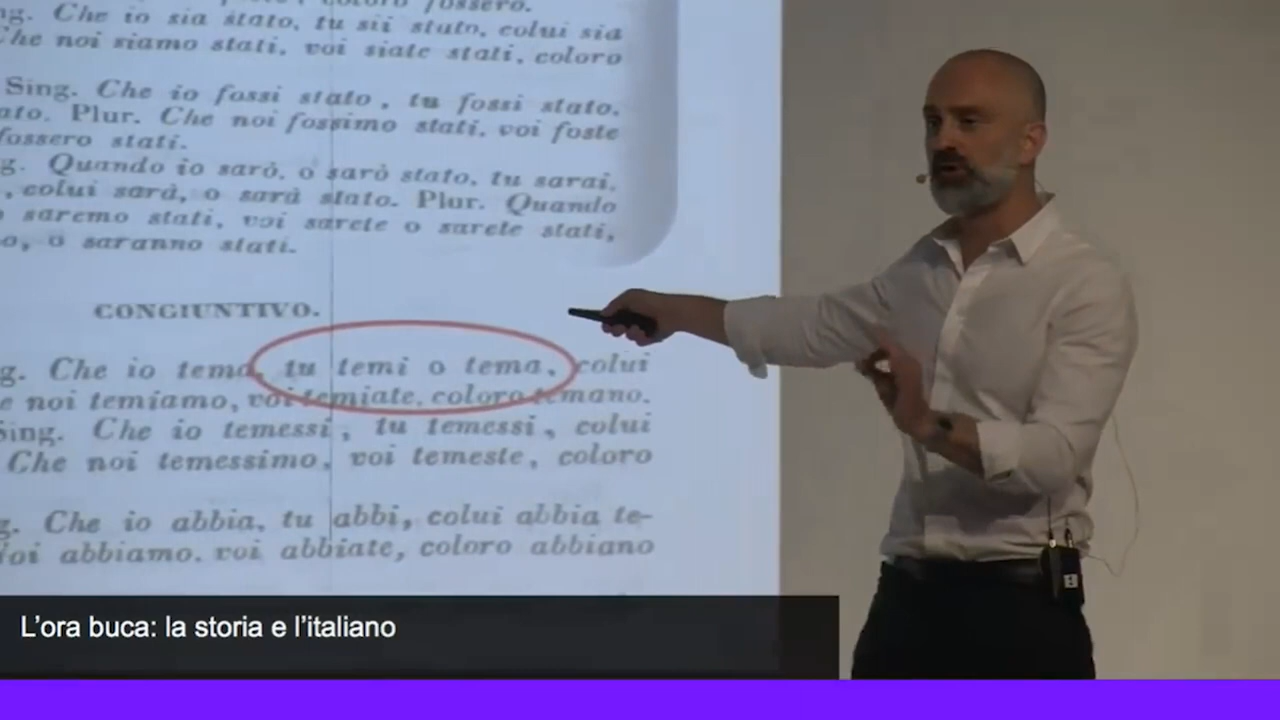 ng. Che io sia stato, tu sii stato, colui sia
Che noi siamo stati, voi siate stati, coloro
Sing. Che io fossi stato, tu fossi stato,
ato. Plur. Che noi fossimo stati, voi foste
fossero stati.
g. Quando io sarò, o sarò stato, tu sarai,
, colui sarà, o sarà stato. Plur. Quando
o saremo stati, voi sarete o sarete stati,
o, o saranno stati.
CONGIUNTIVO.
g. Che io tema, tu temi o tema, colui
e noi temiamo, voi temiate, coloro temano.
Sing. Che io temessi, tu temessi, colui
Che noi temessimo, voi temeste, coloro
g. Che io abbia, tu abbi, colui abbia te-
Noi abbiamo, voi abbiate, coloro abbiano
L'ora buca: la storia e l'italiano